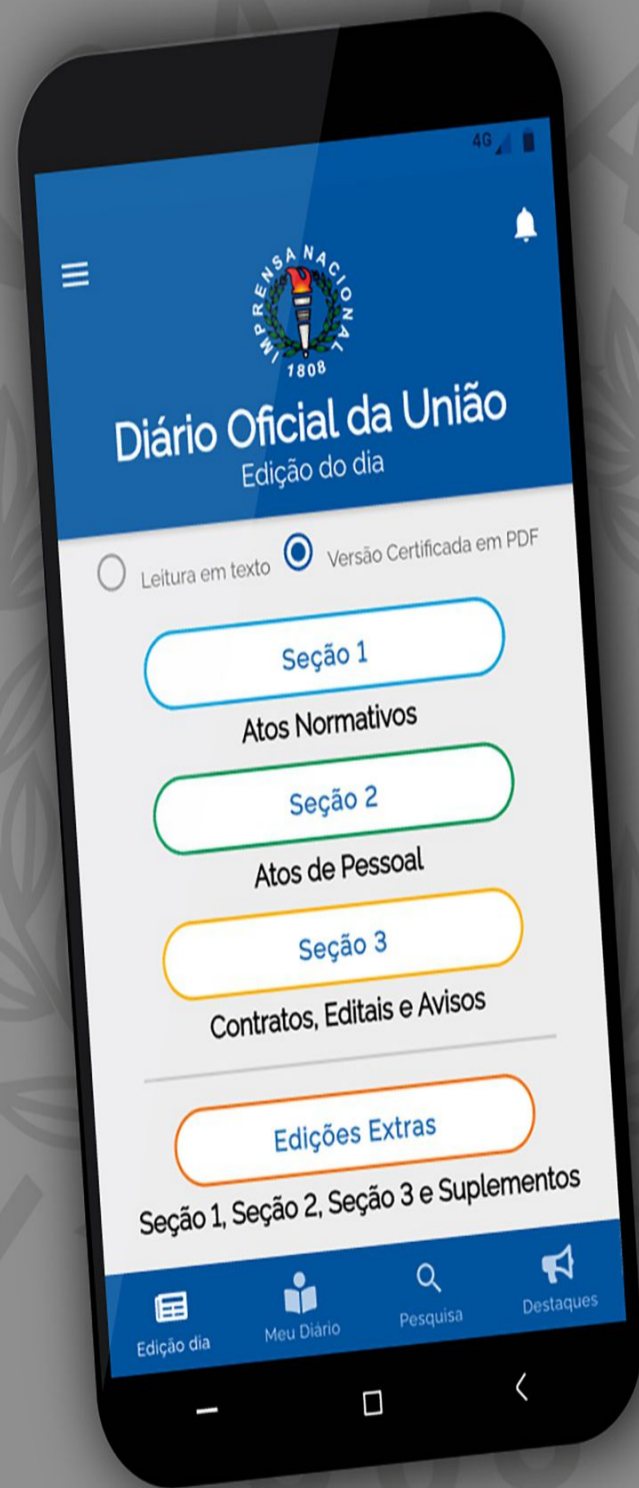 4G
IMPRENSA NACIONAL
1808
Diário Oficial da União
Edição do dia
Leitura em texto Versão Certificada em PDF
Seção 1
Atos Normativos
Seção 2
Atos de Pessoal
Seção 3
Contratos, Editais e Avisos
Edições Extras
Seção 1, Seção 2, Seção 3 e Suplementos
Edição dia Meu Diário Pesquisa Destaques